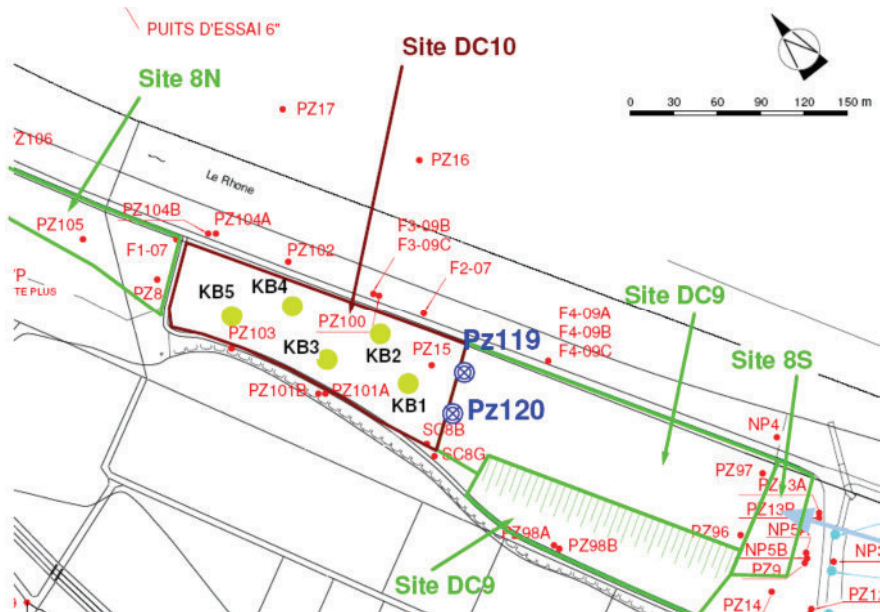 PUITS D'ESSAI 6"
Site DC10
Site 8N
0 30 60 90 120 150 m
PZ17
PZ106
PZ16
Le Rhone
PZ104B
PZ104A
PZ105
F1-07
PZ102
F3-09B
F3-09C
PZ8
F2-07
TE PLUS
KB5
KB4
Site DC9
F4-09A
F4-09B
F4-09C
PZ100
PZ103
KB3
KB2
PZ15
Pz119
Site 8S
PZ101B
PZ101A
KB1
Pz120
SC8B
SC8G
NP4
PZ97
PZ13A
PZ13B
PZ98A
PZ98B
PZ96
NP5B
PZ9
Site DC9
PZ14